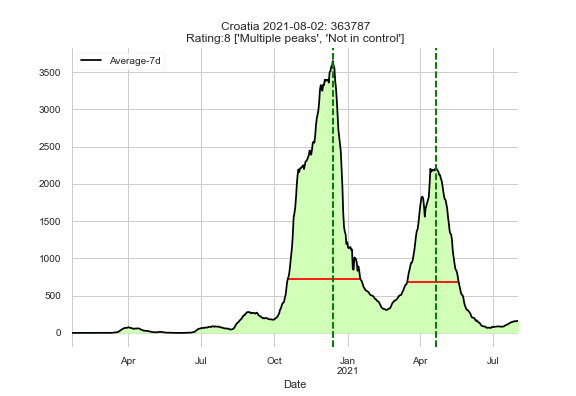 Croatia 2021-08-02: 363787
Rating:8 ['Multiple peaks', 'Not in control']
Average-7d
3500
3000
2500
2000
1500
1000
500
0
Apr Jul Oct Jan Apr Jul
2021
Date